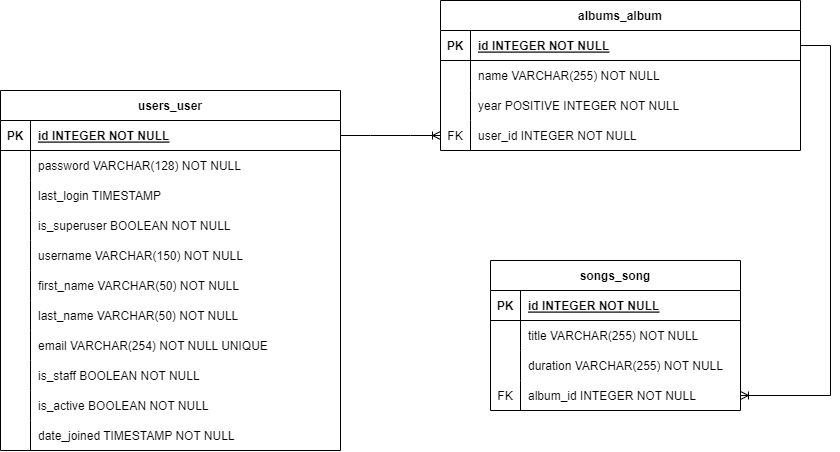 albums_album
PK id INTEGER NOT NULL
name VARCHAR(255) NOT NULL
year POSITIVE INTEGER NOT NULL
FK user_id INTEGER NOT NULL
users_user
PK id INTEGER NOT NULL
password VARCHAR(128) NOT NULL
last_login TIMESTAMP
is_superuser BOOLEAN NOT NULL
username VARCHAR(150) NOT NULL
first_name VARCHAR(50) NOT NULL
last_name VARCHAR(50) NOT NULL
email VARCHAR(254) NOT NULL UNIQUE
is_staff BOOLEAN NOT NULL
is_active BOOLEAN NOT NULL
date_joined TIMESTAMP NOT NULL
songs_song
PK id INTEGER NOT NULL
title VARCHAR(255) NOT NULL
duration VARCHAR(255) NOT NULL
FK album_id INTEGER NOT NULL